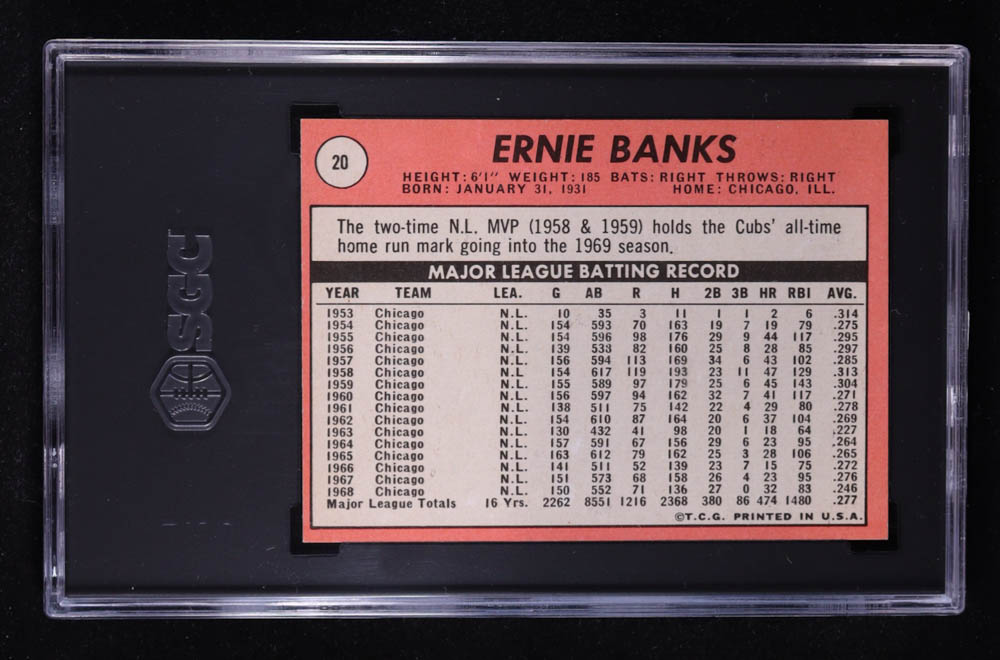 SGC
20
ERNIE BANKS
HEIGHT: 6'1" WEIGHT: 185 BATS: RIGHT THROWS: RIGHT
BORN: JANUARY 31, 1931 HOME: CHICAGO, ILL.
The two-time N.L. MVP (1958 & 1959) holds the Cubs' all-time
home run mark going into the 1969 season.
MAJOR LEAGUE BATTING RECORD
YEAR TEAM LEA. G AB R H 2B 3B HR RBI AVG.
1953 Chicago N.L. 10 35 3 11 1 1 2 6 .314
1954 Chicago N.L. 154 593 70 163 19 7 19 79 .275
1955 Chicago N.L. 154 596 98 176 29 9 44 117 .295
1956 Chicago N.L. 139 538 82 160 25 8 28 85 .297
1957 Chicago N.L. 156 594 113 169 34 6 43 102 .285
1958 Chicago N.L. 154 617 119 193 23 11 47 129 .313
1959 Chicago N.L. 155 589 97 179 25 6 45 143 .304
1960 Chicago N.L. 156 597 94 162 32 7 41 117 .271
1961 Chicago N.L. 138 511 75 142 22 4 29 80 .278
1962 Chicago N.L. 154 610 87 164 20 6 37 104 .269
1963 Chicago N.L. 130 432 41 98 20 1 18 64 .227
1964 Chicago N.L. 157 591 67 156 29 6 23 95 .264
1965 Chicago N.L. 163 612 79 162 25 3 28 106 .265
1966 Chicago N.L. 141 511 52 139 23 7 15 75 .272
1967 Chicago N.L. 151 573 68 158 26 4 23 95 .276
1968 Chicago N.L. 150 552 71 136 27 0 32 83 .246
Major League Totals 16 Yrs. 2262 8551 1216 2368 380 86 474 1480 .277
©T.C.G. PRINTED IN U.S.A.